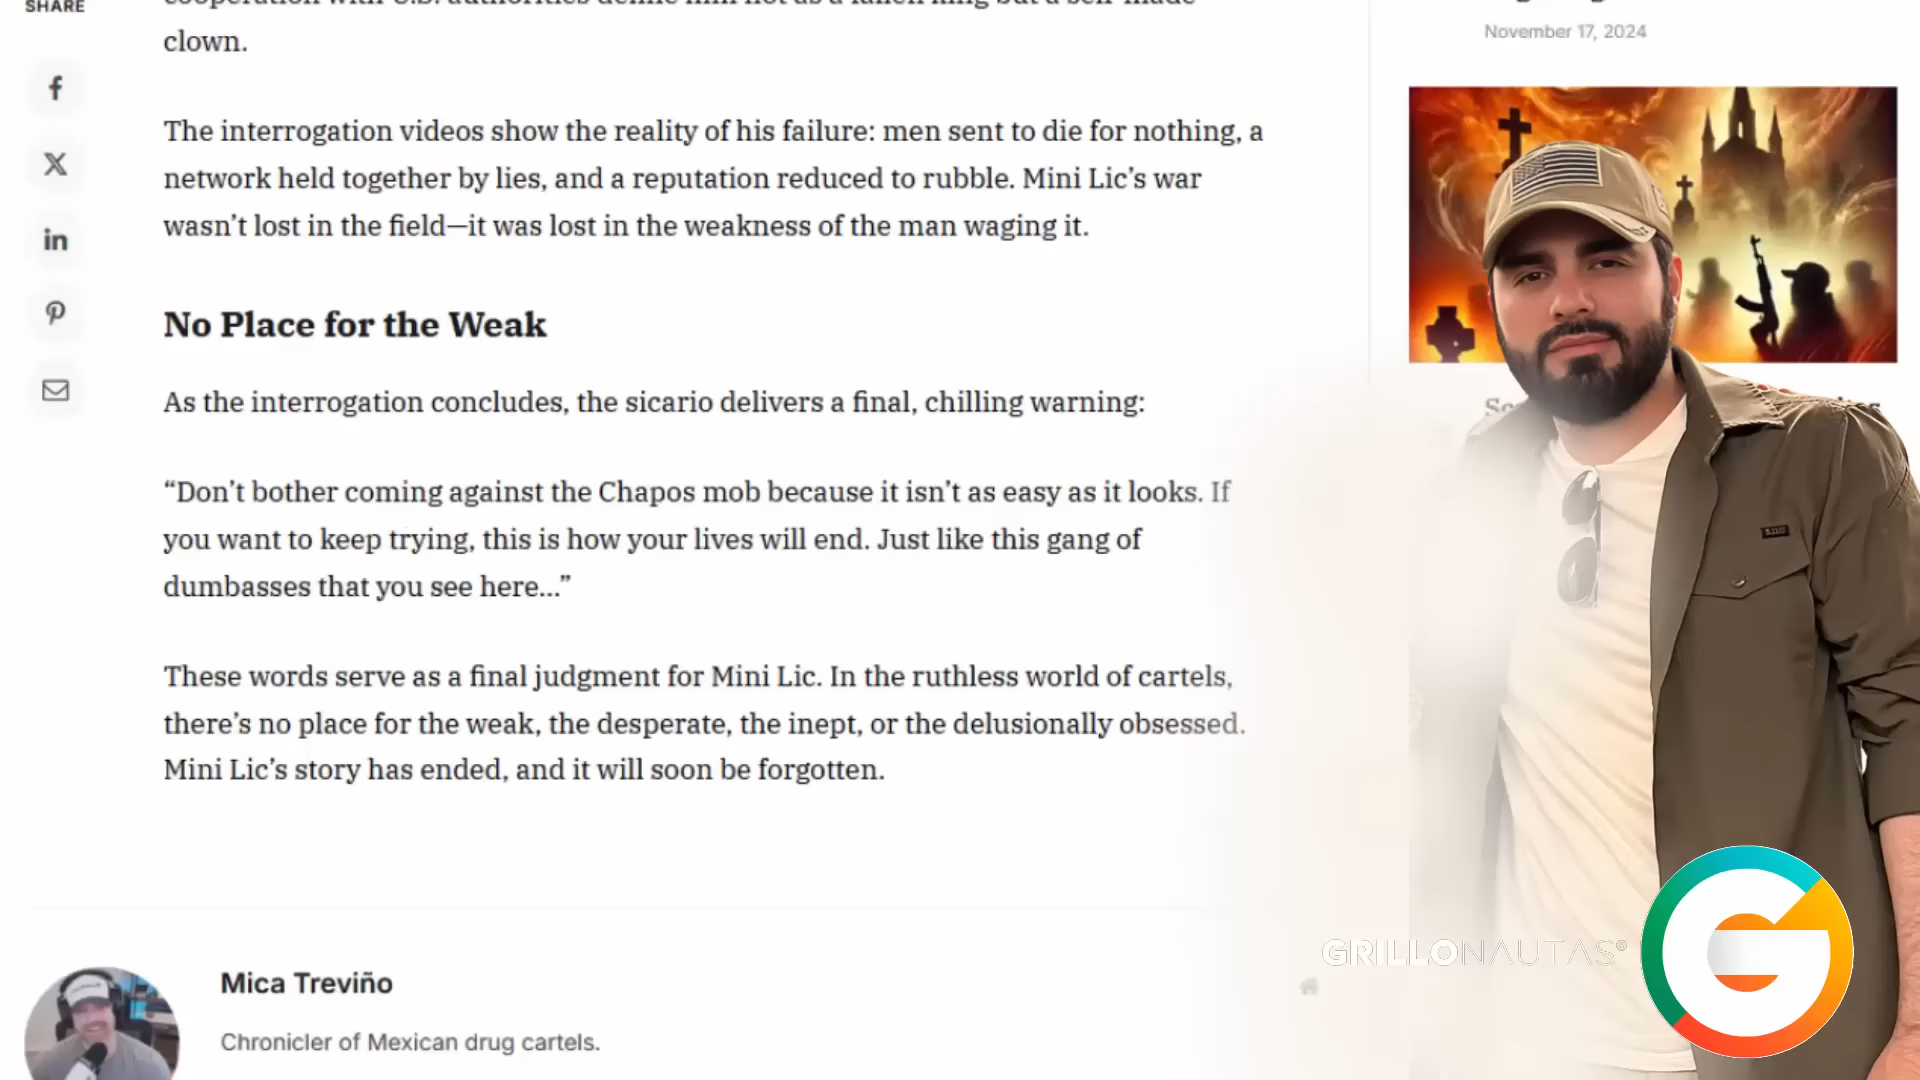 SHARE
clown.
The interrogation videos show the reality of his failure: men sent to die for nothing, a
network held together by lies, and a reputation reduced to rubble. Mini Lic’s war
wasn’t lost in the field—it was lost in the weakness of the man waging it.
No Place for the Weak
As the interrogation concludes, the sicario delivers a final, chilling warning:
“Don’t bother coming against the Chapos mob because it isn’t as easy as it looks. If
you want to keep trying, this is how your lives will end. Just like this gang of
dumbasses that you see here...”
These words serve as a final judgment for Mini Lic. In the ruthless world of cartels,
there’s no place for the weak, the desperate, the inept, or the delusionally obsessed.
Mini Lic’s story has ended, and it will soon be forgotten.
Mica Treviño
Chronicler of Mexican drug cartels.
November 17, 2024
GRILLONAUTAS®
G